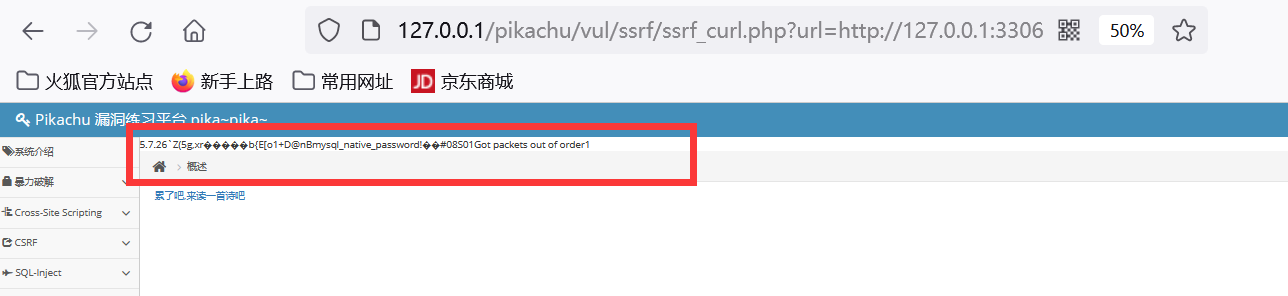 127.0.0.1/pikachu/vul/ssrf/ssrf_curl.php?url=http://127.0.0.1:3306 50%
火狐官方站点 新手上路 常用网址 JD 京东商城
Pikachu 漏洞练习平台 pika~pika~
5.7.26`Z(5g.xr�����b{E[o1+D@nBmysql_native_password!��#08S01Got packets out of order1
系统介绍
概述
暴力破解
累了吧,来读一首诗吧
Cross-Site Scripting
CSRF
SQL-Inject